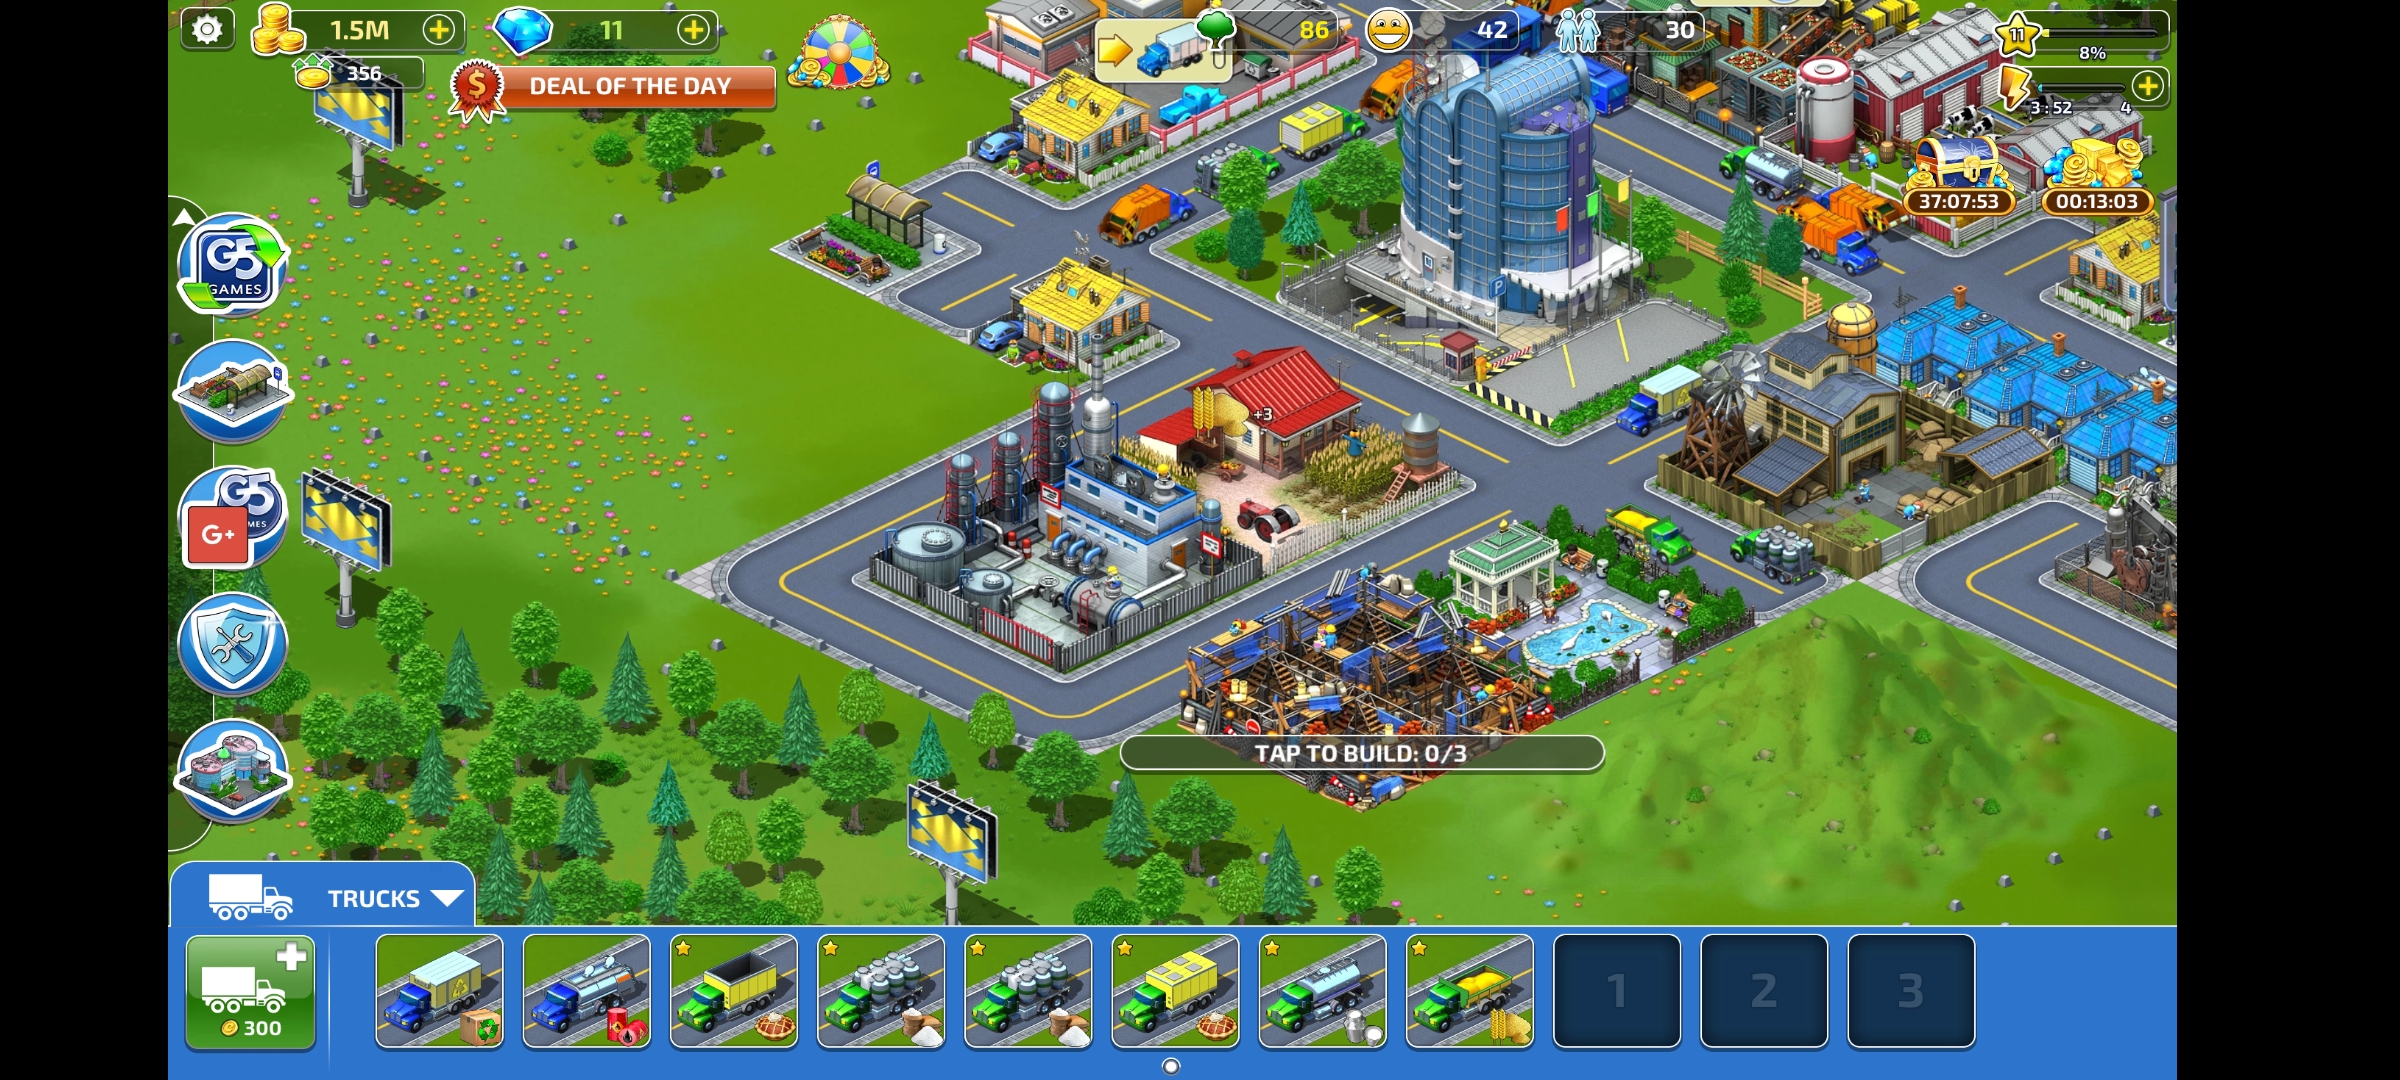 1.5M
11
86
42
30
11
8%
356
DEAL OF THE DAY
3:52
4
37:07:53
00:13:03
G5
GAMES
P
+3
G5
MES
G+
TAP TO BUILD: 0/3
TRUCKS
300
1
2
3